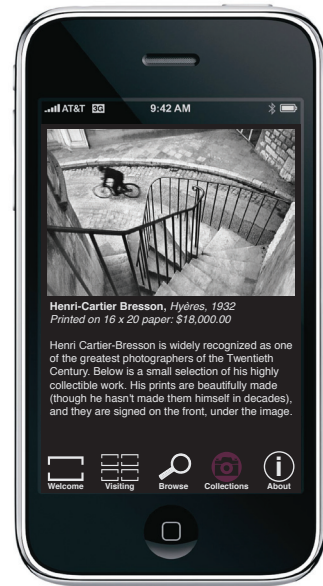 AT&T 3G 9:42 AM
Henri-Cartier Bresson, Hyères, 1932
Printed on 16 x 20 paper: $18,000.00
Henri Cartier-Bresson is widely recognized as one
of the greatest photographers of the Twentieth
Century. Below is a small selection of his highly
collectible work. His prints are beautifully made
(though he hasn't made them himself in decades),
and they are signed on the front, under the image.
Welcome Visiting Browse Collections About